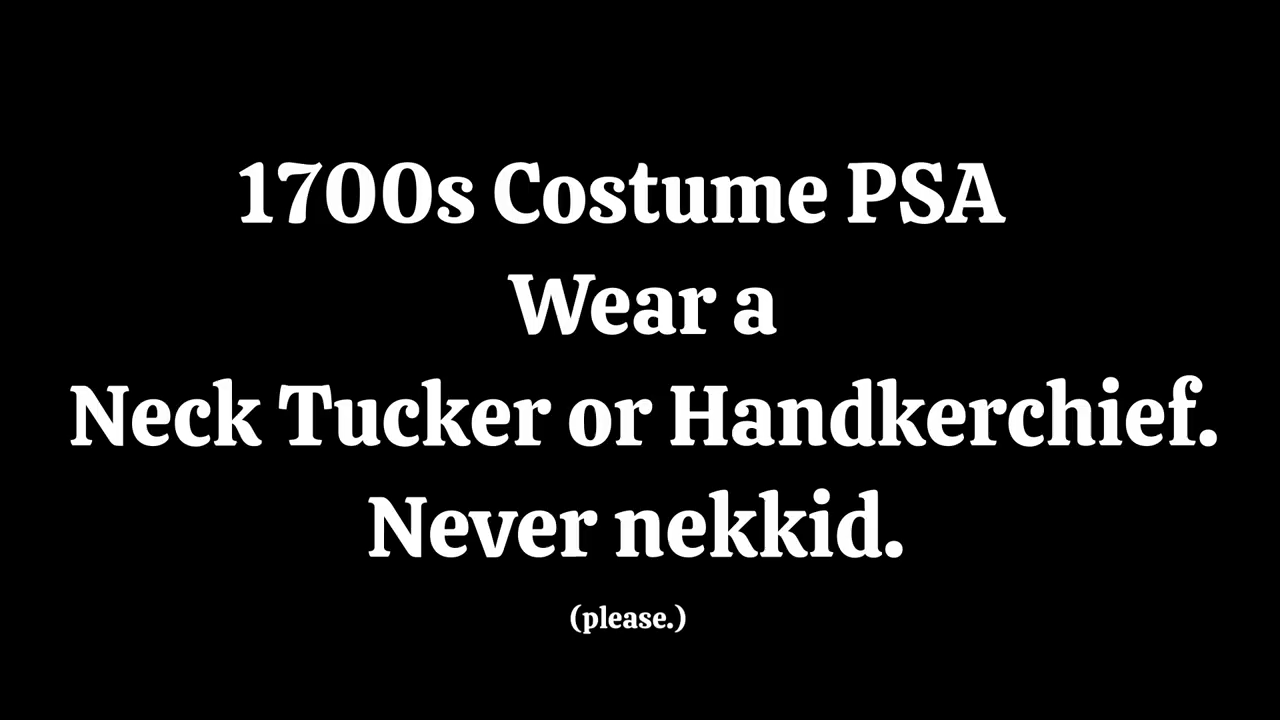 1700s Costume PSA
Wear a
Neck Tucker or Handkerchief.
Never nekkid.
(please.)